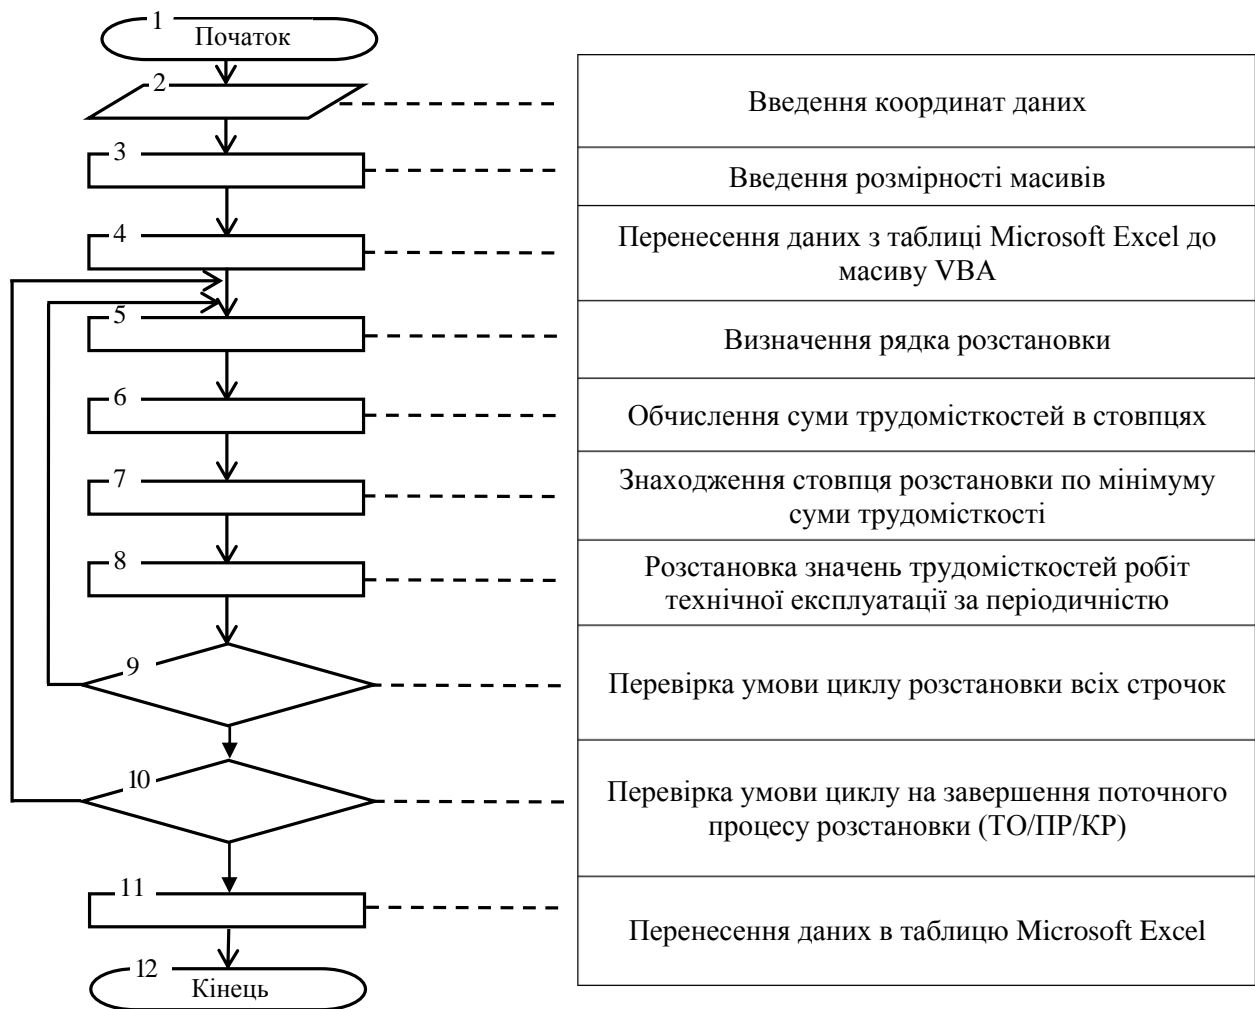 1
Початок
2
Введення координат даних
3
Введення розмірності масивів
4
Перенесення даних з таблиці Microsoft Excel до
масиву VBA
5
Визначення рядка розстановки
6
Обчислення суми трудомісткостей в стовпцях
7
Знаходження стовпця розстановки по мінімуму
суми трудомісткості
8
Розстановка значень трудомісткостей робіт
технічної експлуатації за періодичністю
9
Перевірка умови циклу розстановки всіх строчок
10
Перевірка умови циклу на завершення поточного
процесу розстановки (ТО/ПР/КР)
11
Перенесення даних в таблицю Microsoft Excel
12
Кінець